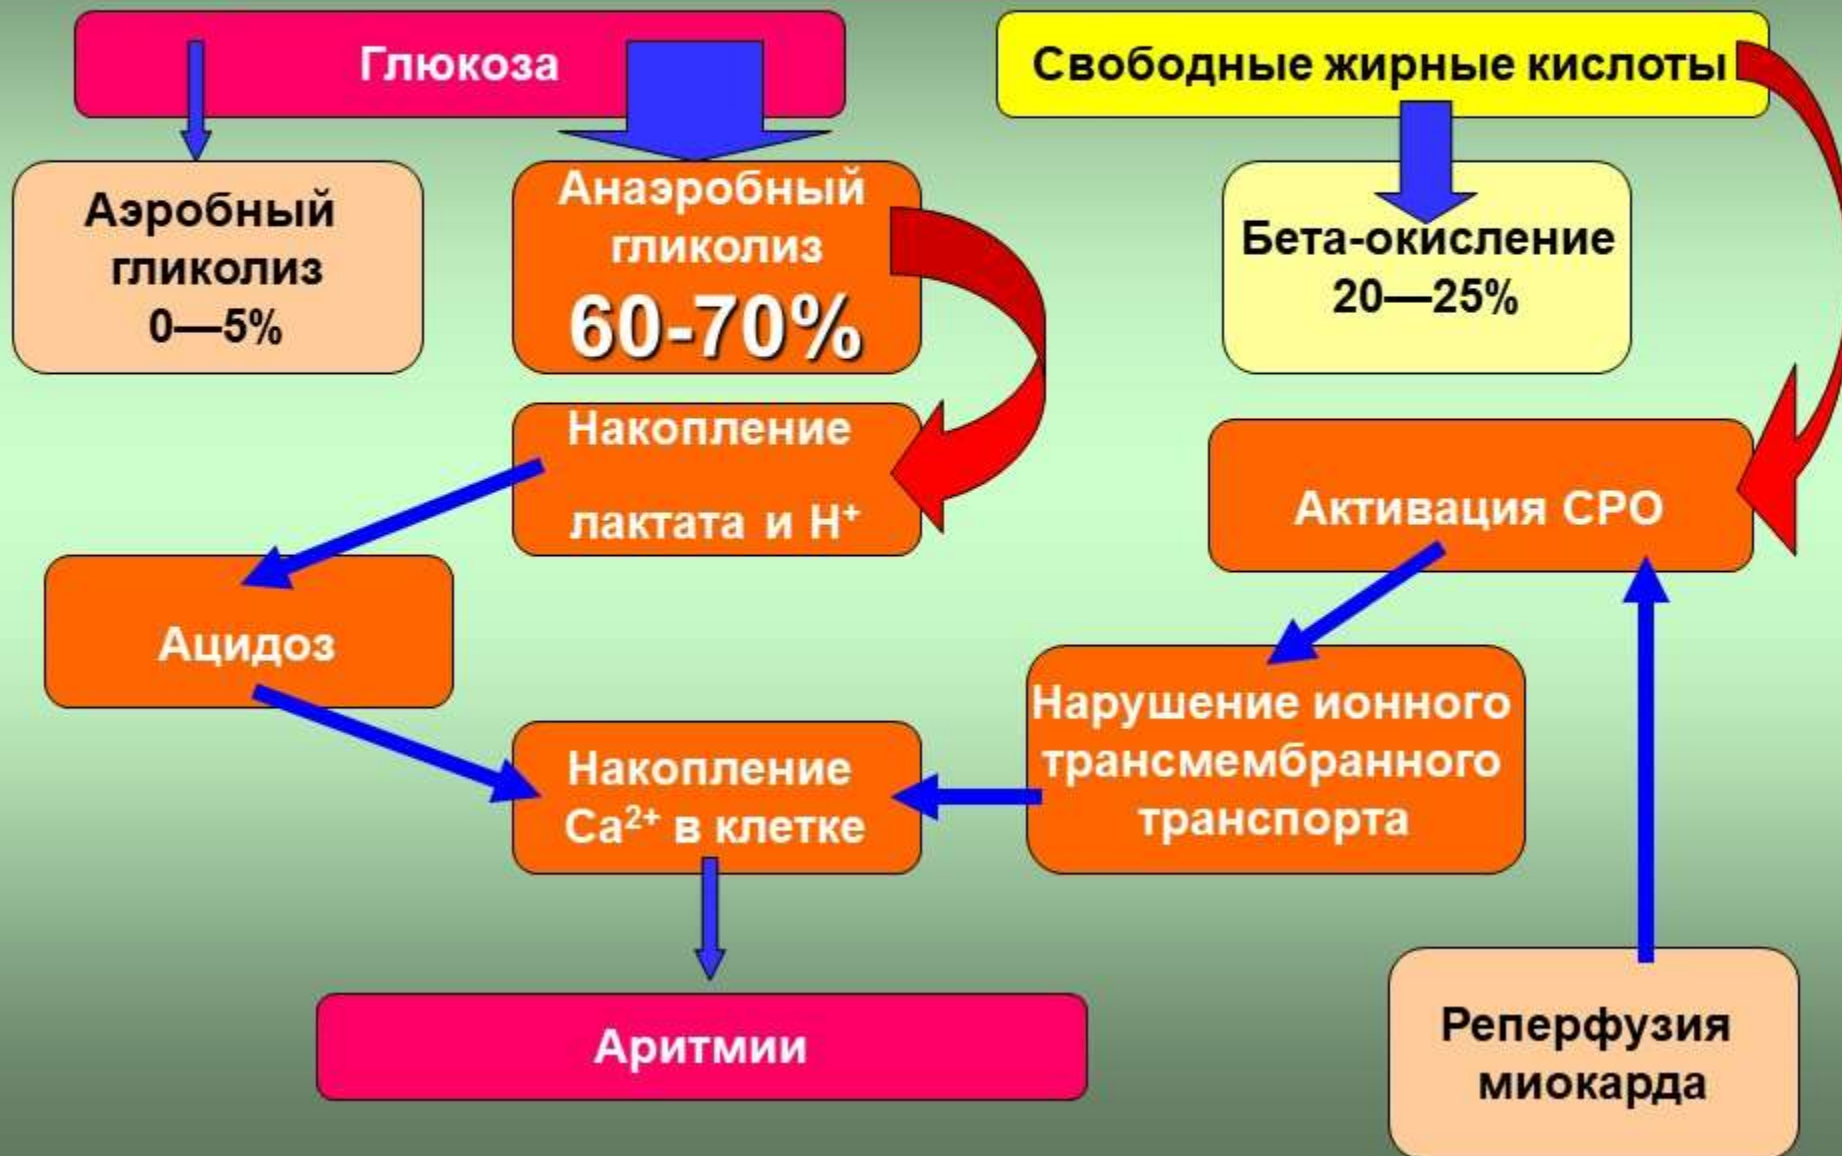 Глюкоза
Свободные жирные кислоты
Аэробный
гликолиз
0—5%
Анаэробный
гликолиз
60-70%
Бета-окисление
20—25%
Накопление
лактата и Н⁺
Активация СРО
Ацидоз
Нарушение ионного
трансмембранного
транспорта
Накопление
Са²⁺ в клетке
Аритмии
Реперфузия
миокарда